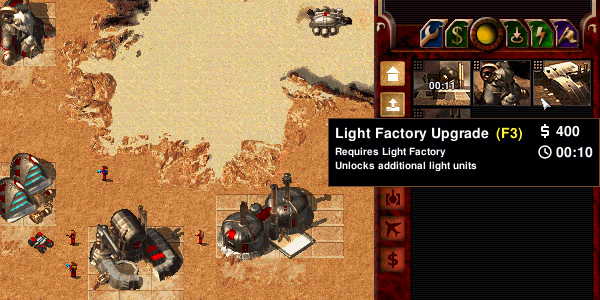 00:11
Light Factory Upgrade (F3) $ 400
Requires Light Factory 00:10
Unlocks additional light units